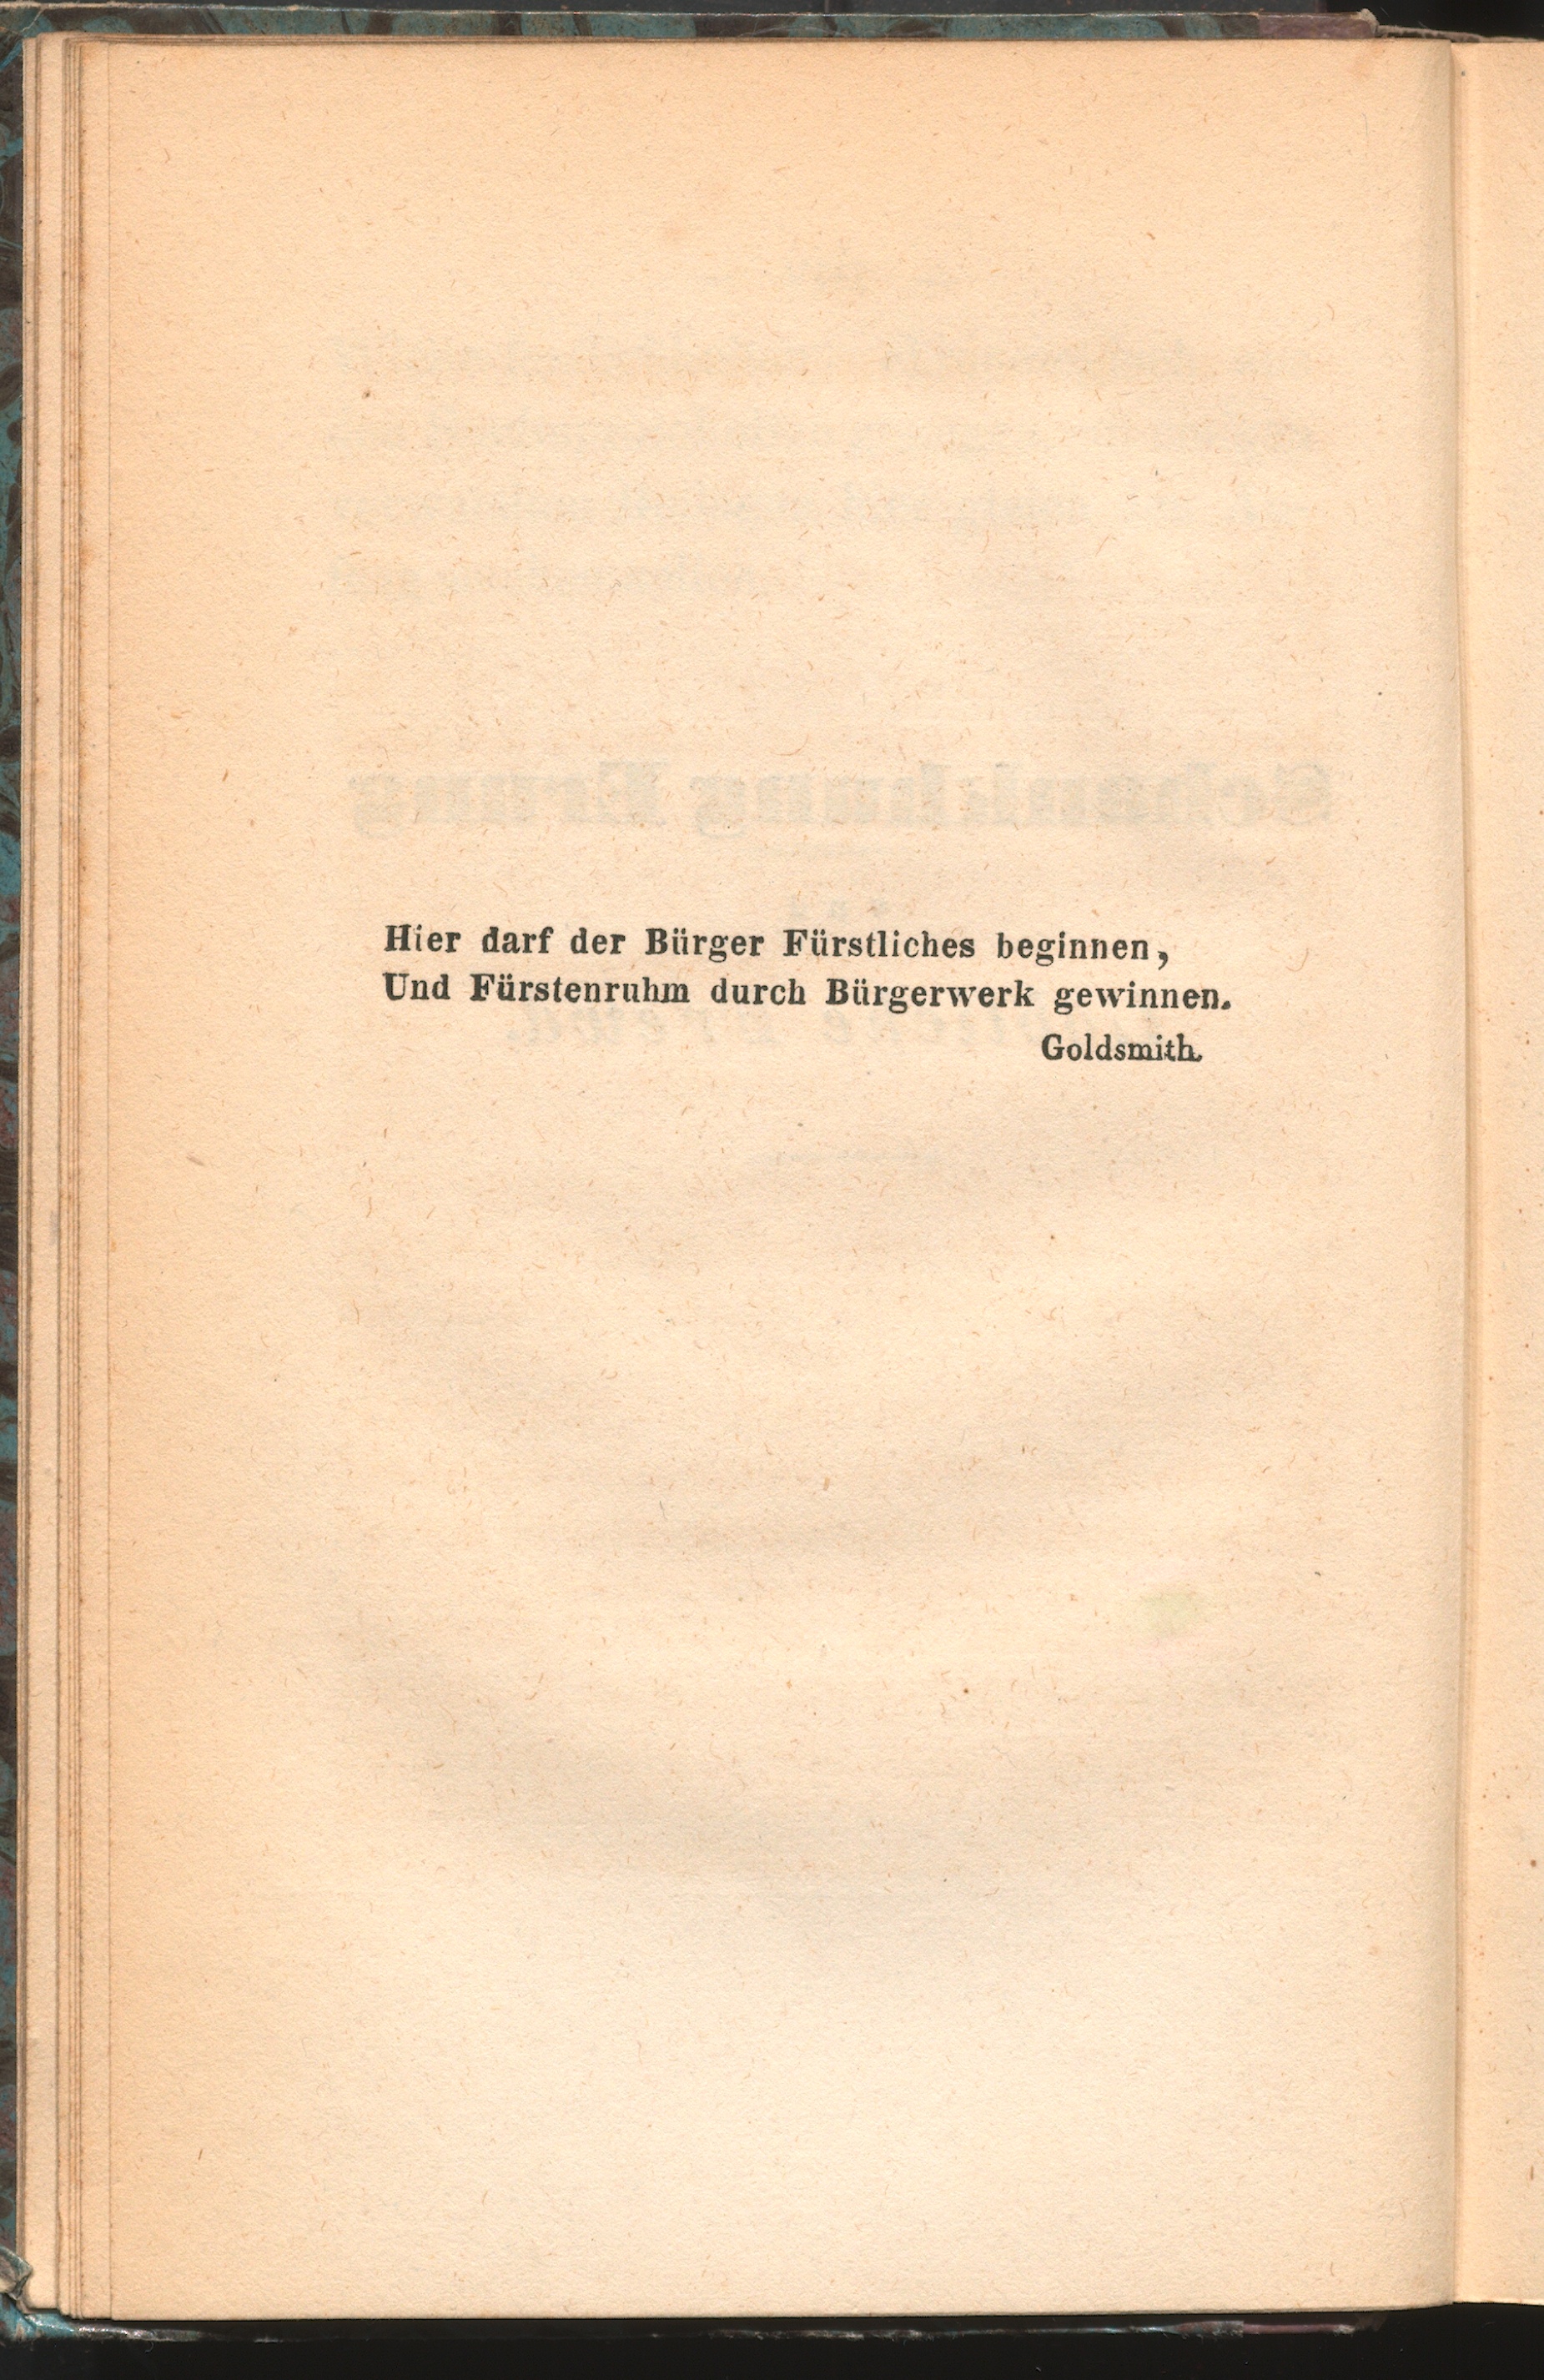 Hier darf der Bürger Fürstliches beginnen,
Und Fürstenruhm durch Bürgerwerk gewinnen.
Goldsmith.